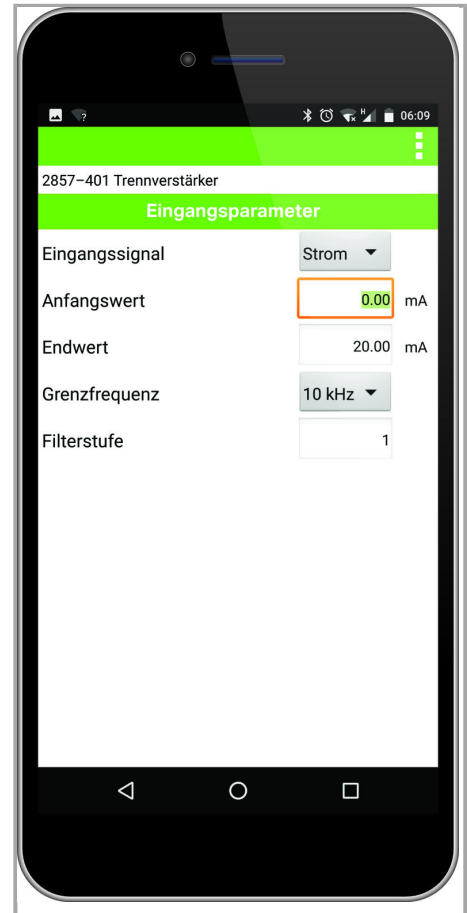 06:09
2857–401 Trennverstärker
Eingangsparameter
Eingangssignal Strom
Anfangswert 0.00 mA
Endwert 20.00 mA
Grenzfrequenz 10 kHz
Filterstufe 1